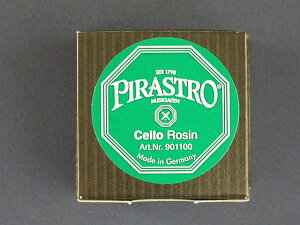 SEIT 1798
PIRASTRO
MUSIKSAITEN
Cello Rosin
Art.Nr. 901100
Made in Germany